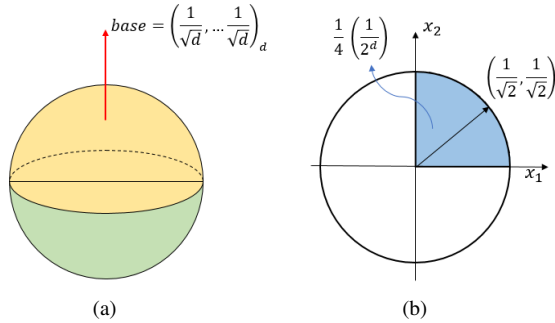 base = (1/√d, … 1/√d)_d
(a)
1/4 (1/2^d)
x_2
(1/√2, 1/√2)
x_1
(b)